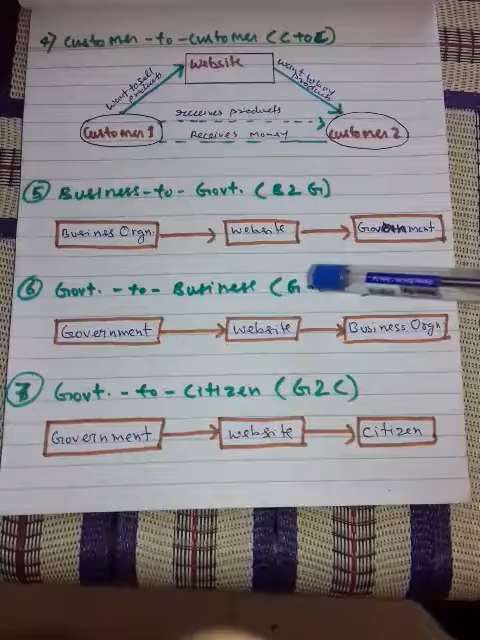 4) Customer-to-Customer (C to C)
Website
want to sell products
want to buy product
receives products
Customer 1
Receives Money
Customer 2
5 Business-to-Govt. (B2G)
Busines Orgn.
Website
Government
6 Govt.-to-Business (G
Government
Website
Business Orgn
7 Govt.-to-Citizen (G2C)
Government
Website
Citizen